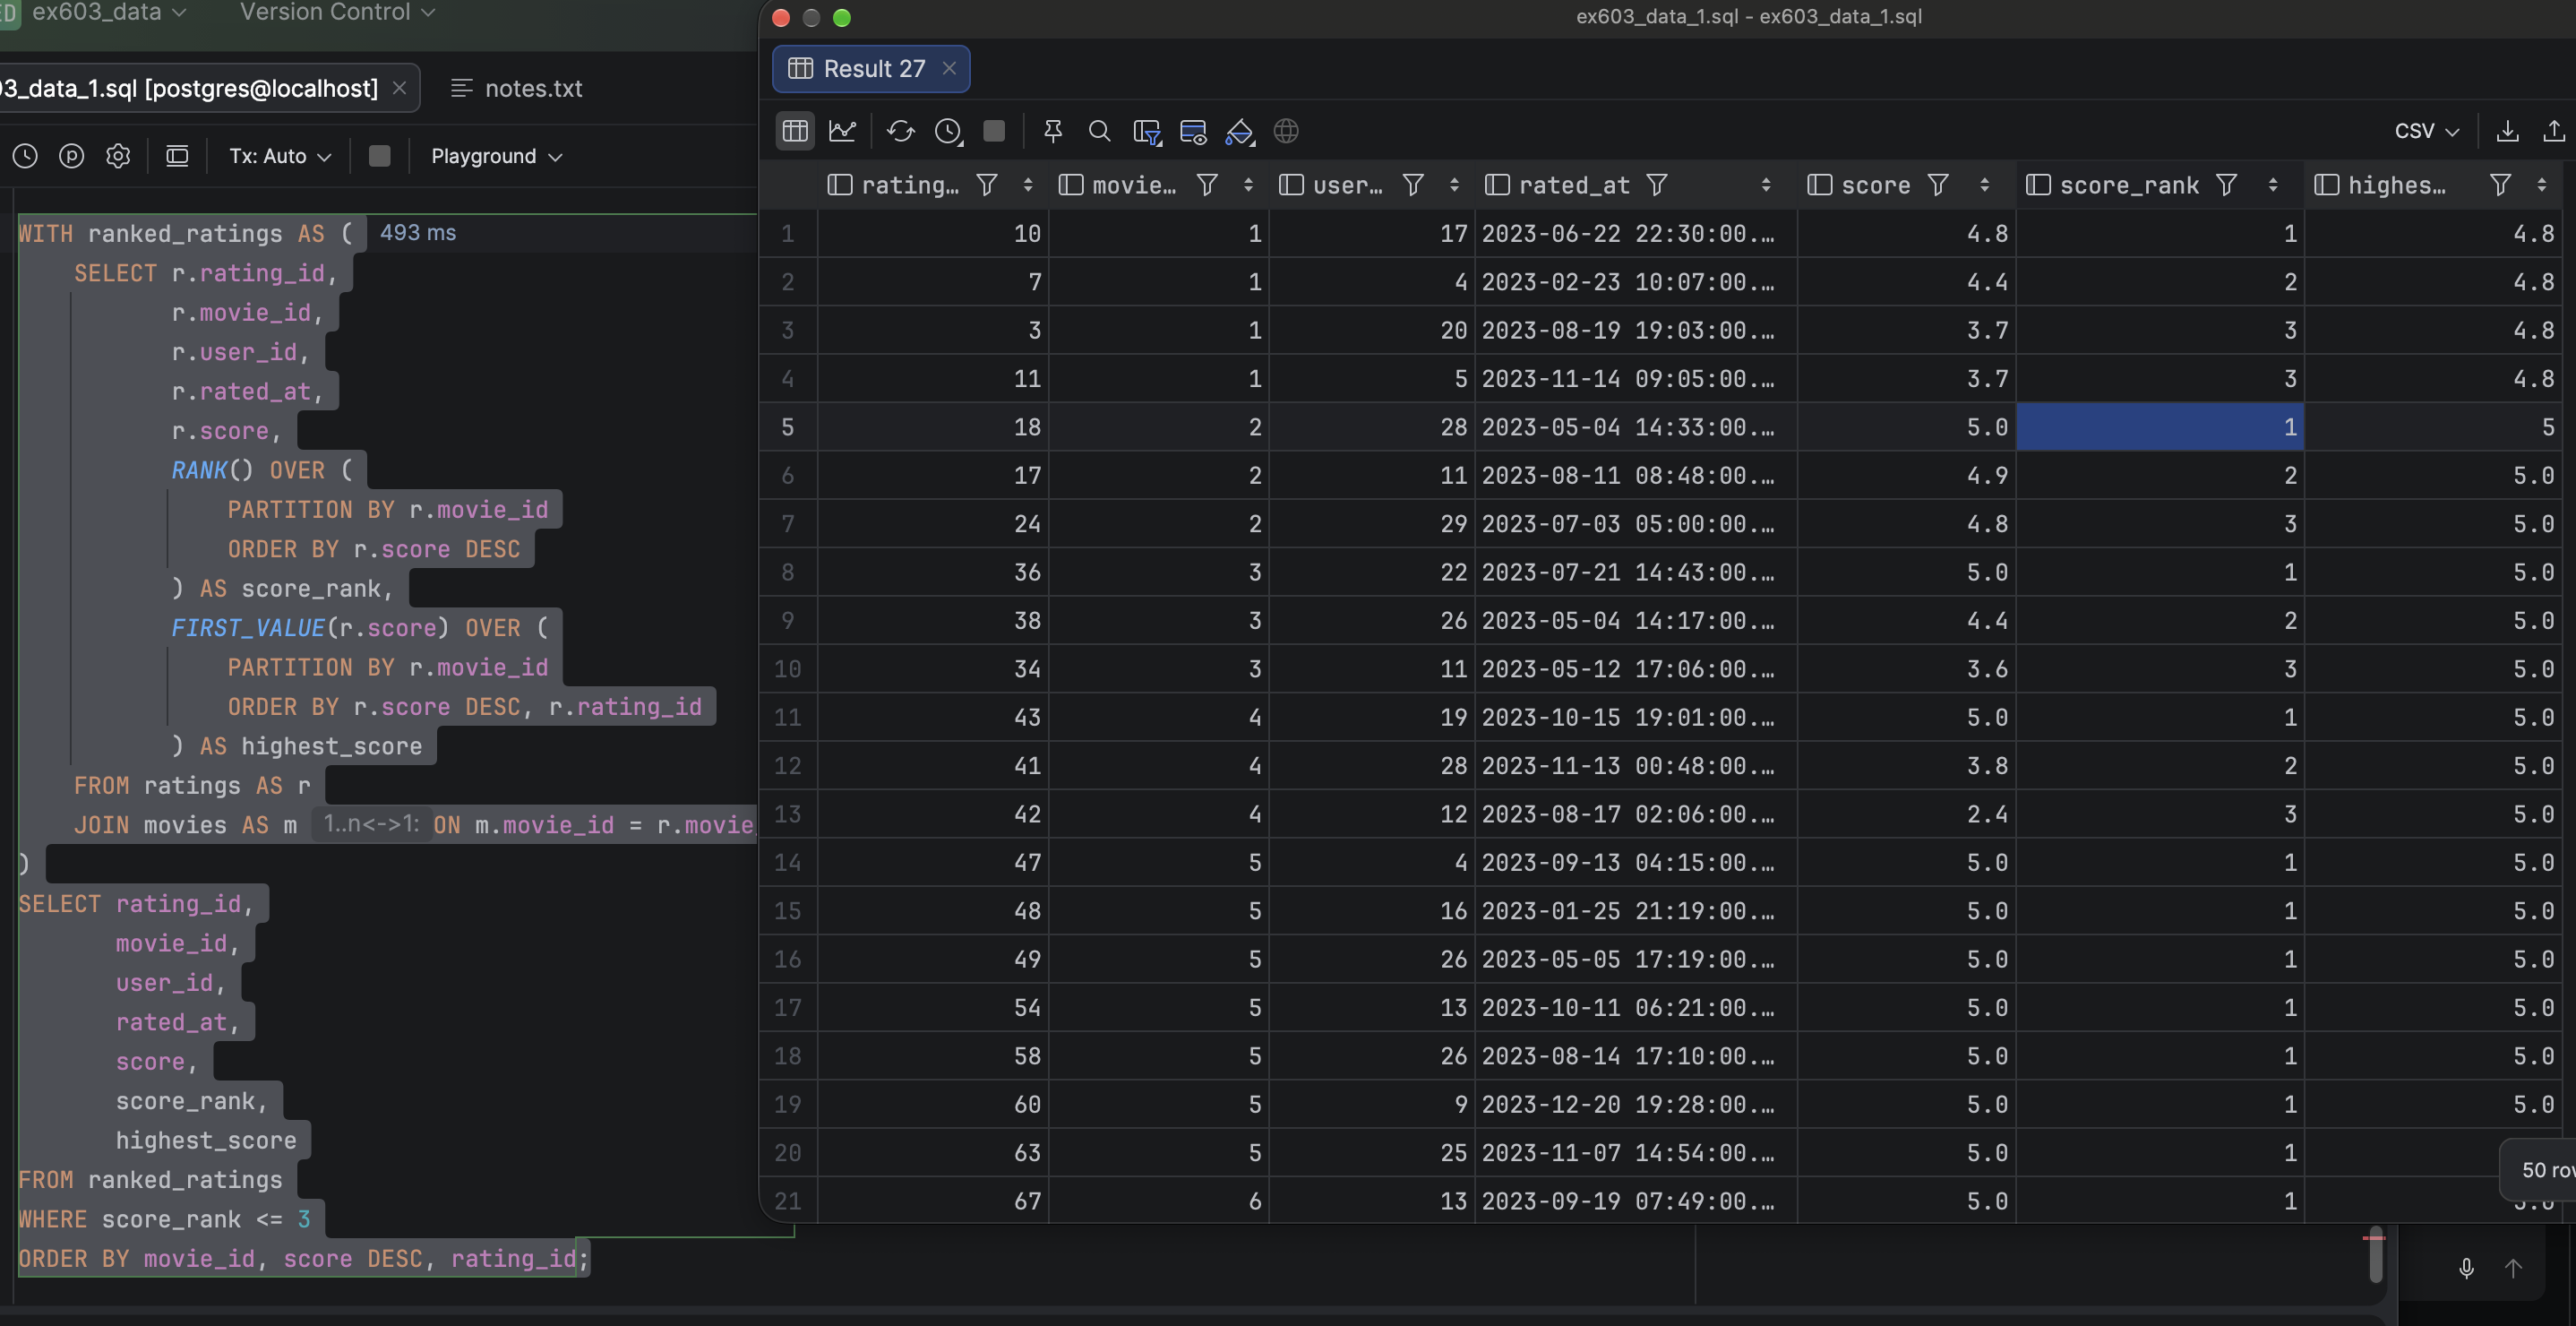 ex603_data Version Control
03_data_1.sql [postgres@localhost] notes.txt
Tx: Auto Playground
WITH ranked_ratings AS ( 493 ms
SELECT r.rating_id,
r.movie_id,
r.user_id,
r.rated_at,
r.score,
RANK() OVER (
PARTITION BY r.movie_id
ORDER BY r.score DESC
) AS score_rank,
FIRST_VALUE(r.score) OVER (
PARTITION BY r.movie_id
ORDER BY r.score DESC, r.rating_id
) AS highest_score
FROM ratings AS r
JOIN movies AS m 1..n<->1: ON m.movie_id = r.movie_
)
SELECT rating_id,
movie_id,
user_id,
rated_at,
score,
score_rank,
highest_score
FROM ranked_ratings
WHERE score_rank <= 3
ORDER BY movie_id, score DESC, rating_id;
ex603_data_1.sql - ex603_data_1.sql
Result 27
CSV
rating… movie… user… rated_at score score_rank highes…
1 10 1 17 2023-06-22 22:30:00.… 4.8 1 4.8
2 7 1 4 2023-02-23 10:07:00.… 4.4 2 4.8
3 3 1 20 2023-08-19 19:03:00.… 3.7 3 4.8
4 11 1 5 2023-11-14 09:05:00.… 3.7 3 4.8
5 18 2 28 2023-05-04 14:33:00.… 5.0 1 5
6 17 2 11 2023-08-11 08:48:00.… 4.9 2 5.0
7 24 2 29 2023-07-03 05:00:00.… 4.8 3 5.0
8 36 3 22 2023-07-21 14:43:00.… 5.0 1 5.0
9 38 3 26 2023-05-04 14:17:00.… 4.4 2 5.0
10 34 3 11 2023-05-12 17:06:00.… 3.6 3 5.0
11 43 4 19 2023-10-15 19:01:00.… 5.0 1 5.0
12 41 4 28 2023-11-13 00:48:00.… 3.8 2 5.0
13 42 4 12 2023-08-17 02:06:00.… 2.4 3 5.0
14 47 5 4 2023-09-13 04:15:00.… 5.0 1 5.0
15 48 5 16 2023-01-25 21:19:00.… 5.0 1 5.0
16 49 5 26 2023-05-05 17:19:00.… 5.0 1 5.0
17 54 5 13 2023-10-11 06:21:00.… 5.0 1 5.0
18 58 5 26 2023-08-14 17:10:00.… 5.0 1 5.0
19 60 5 9 2023-12-20 19:28:00.… 5.0 1 5.0
20 63 5 25 2023-11-07 14:54:00.… 5.0 1
50 row
21 67 6 13 2023-09-19 07:49:00.… 5.0 1